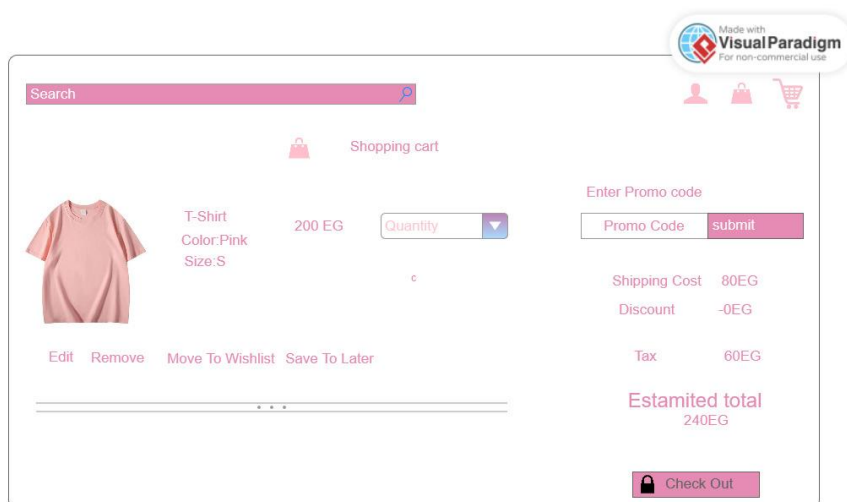 Made with
Visual Paradigm
For non-commercial use
Search
Shopping cart
Enter Promo code
T-Shirt
200 EG
Quantity
Promo Code
submit
Color:Pink
Size:S
c
Shipping Cost 80EG
Discount -0EG
Edit Remove Move To Wishlist Save To Later
Tax 60EG
Estamited total
240EG
Check Out